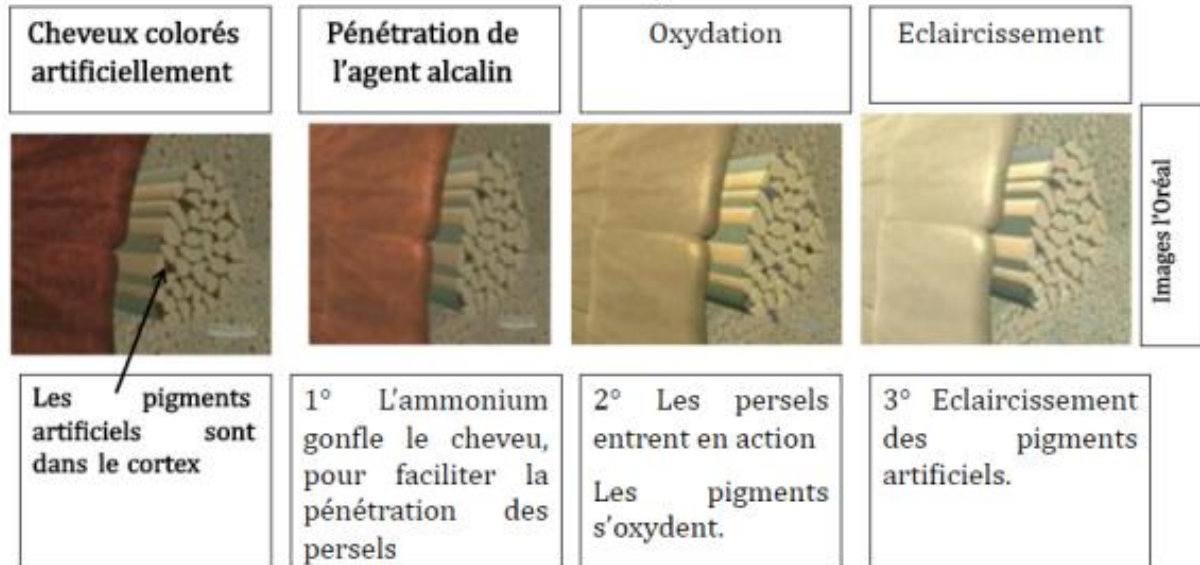 Cheveux colorés
artificiellement
Pénétration de
l'agent alcalin
Oxydation
Eclaircissement
Images l'Oréal
Les pigments
artificiels sont
dans le cortex
1° L'ammonium
gonfle le cheveu,
pour faciliter la
pénétration des
persels
2° Les persels
entrent en action
Les pigments
s'oxydent.
3° Eclaircissement
des pigments
artificiels.